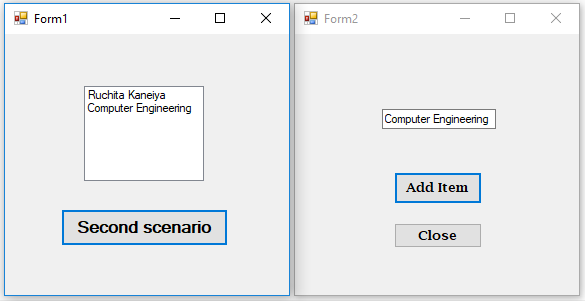 Form1
Ruchita Kaneiya
Computer Engineering
Second scenario
Form2
Computer Engineering
Add Item
Close